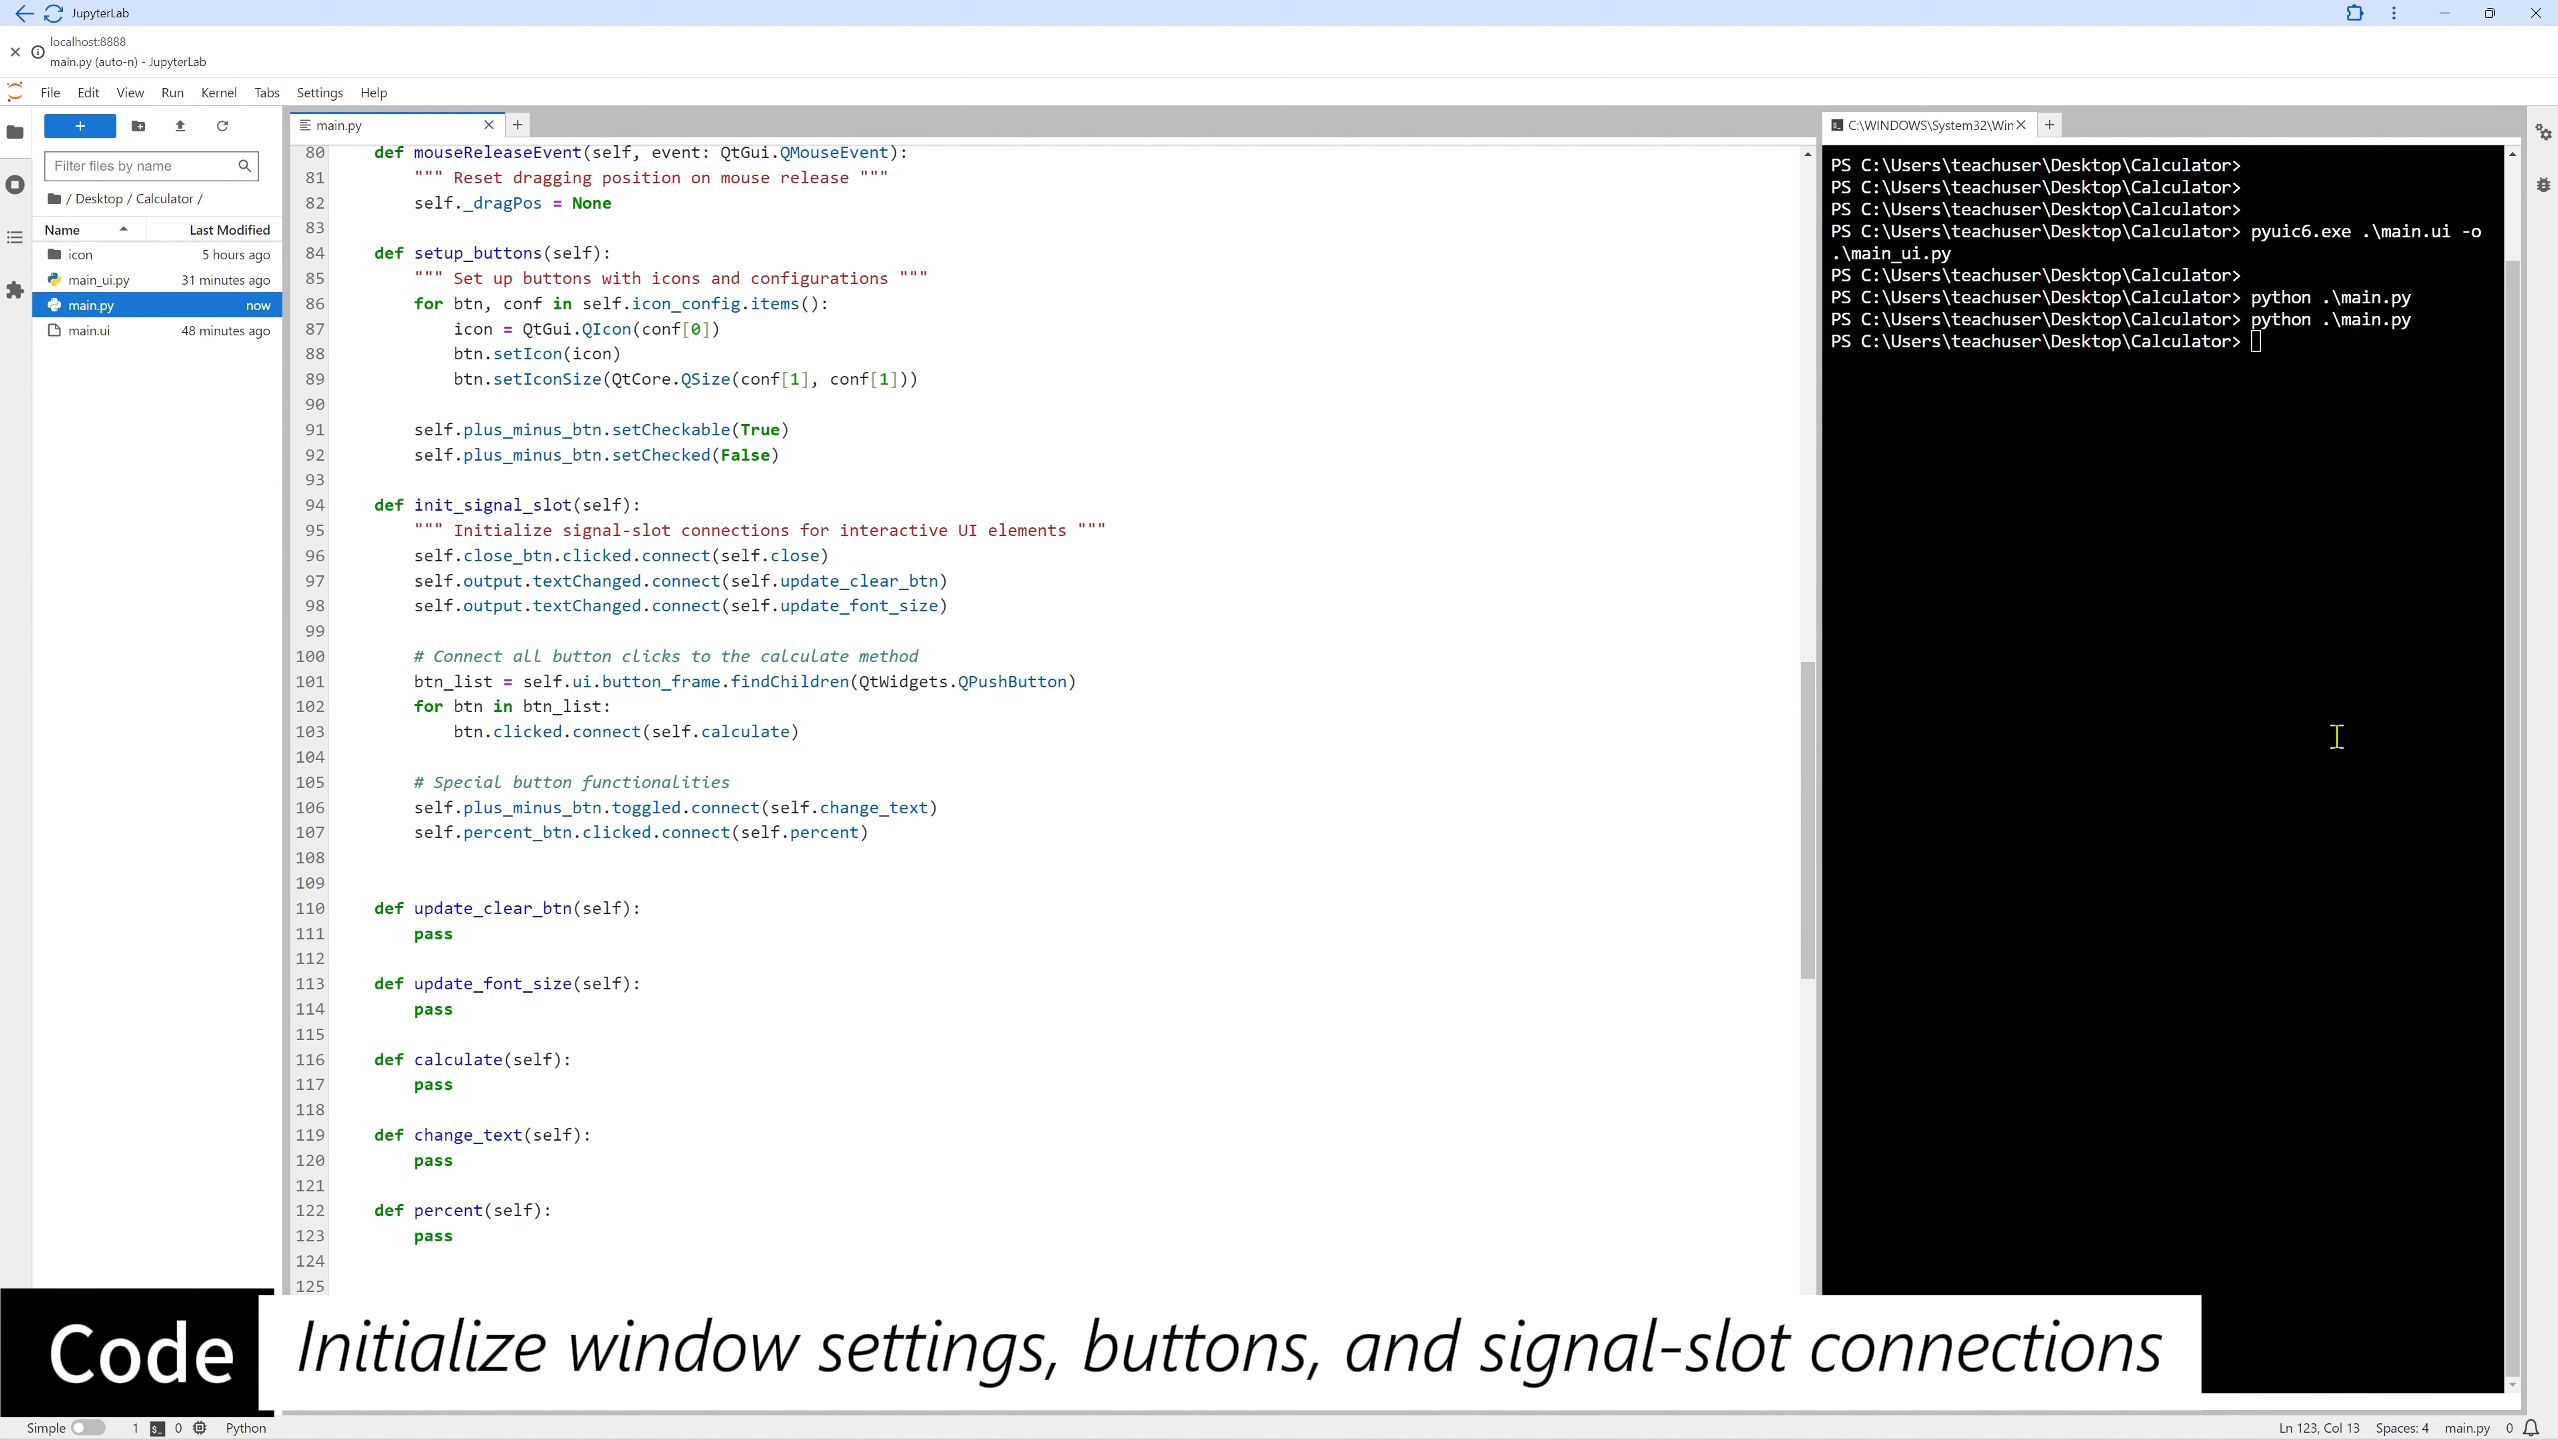 JupyterLab
localhost:8888
main.py (auto-n) - JupyterLab
File Edit View Run Kernel Tabs Settings Help
+
Filter files by name
/ Desktop / Calculator /
Name Last Modified
icon 5 hours ago
main_ui.py 31 minutes ago
main.py now
main.ui 48 minutes ago
main.py
80 def mouseReleaseEvent(self, event: QtGui.QMouseEvent):
81 """ Reset dragging position on mouse release """
82 self._dragPos = None
83
84 def setup_buttons(self):
85 """ Set up buttons with icons and configurations """
86 for btn, conf in self.icon_config.items():
87 icon = QtGui.QIcon(conf[0])
88 btn.setIcon(icon)
89 btn.setIconSize(QtCore.QSize(conf[1], conf[1]))
90
91 self.plus_minus_btn.setCheckable(True)
92 self.plus_minus_btn.setChecked(False)
93
94 def init_signal_slot(self):
95 """ Initialize signal-slot connections for interactive UI elements """
96 self.close_btn.clicked.connect(self.close)
97 self.output.textChanged.connect(self.update_clear_btn)
98 self.output.textChanged.connect(self.update_font_size)
99
100 # Connect all button clicks to the calculate method
101 btn_list = self.ui.button_frame.findChildren(QtWidgets.QPushButton)
102 for btn in btn_list:
103 btn.clicked.connect(self.calculate)
104
105 # Special button functionalities
106 self.plus_minus_btn.toggled.connect(self.change_text)
107 self.percent_btn.clicked.connect(self.percent)
108
109
110 def update_clear_btn(self):
111 pass
112
113 def update_font_size(self):
114 pass
115
116 def calculate(self):
117 pass
118
119 def change_text(self):
120 pass
121
122 def percent(self):
123 pass
124
125
C:\WINDOWS\System32\Win
PS C:\Users\teachuser\Desktop\Calculator>
PS C:\Users\teachuser\Desktop\Calculator>
PS C:\Users\teachuser\Desktop\Calculator>
PS C:\Users\teachuser\Desktop\Calculator> pyuic6.exe .\main.ui -o
.\main_ui.py
PS C:\Users\teachuser\Desktop\Calculator>
PS C:\Users\teachuser\Desktop\Calculator> python .\main.py
PS C:\Users\teachuser\Desktop\Calculator> python .\main.py
PS C:\Users\teachuser\Desktop\Calculator>
Code Initialize window settings, buttons, and signal-slot connections
Simple 1 0 Python Ln 123, Col 13 Spaces: 4 main.py 0